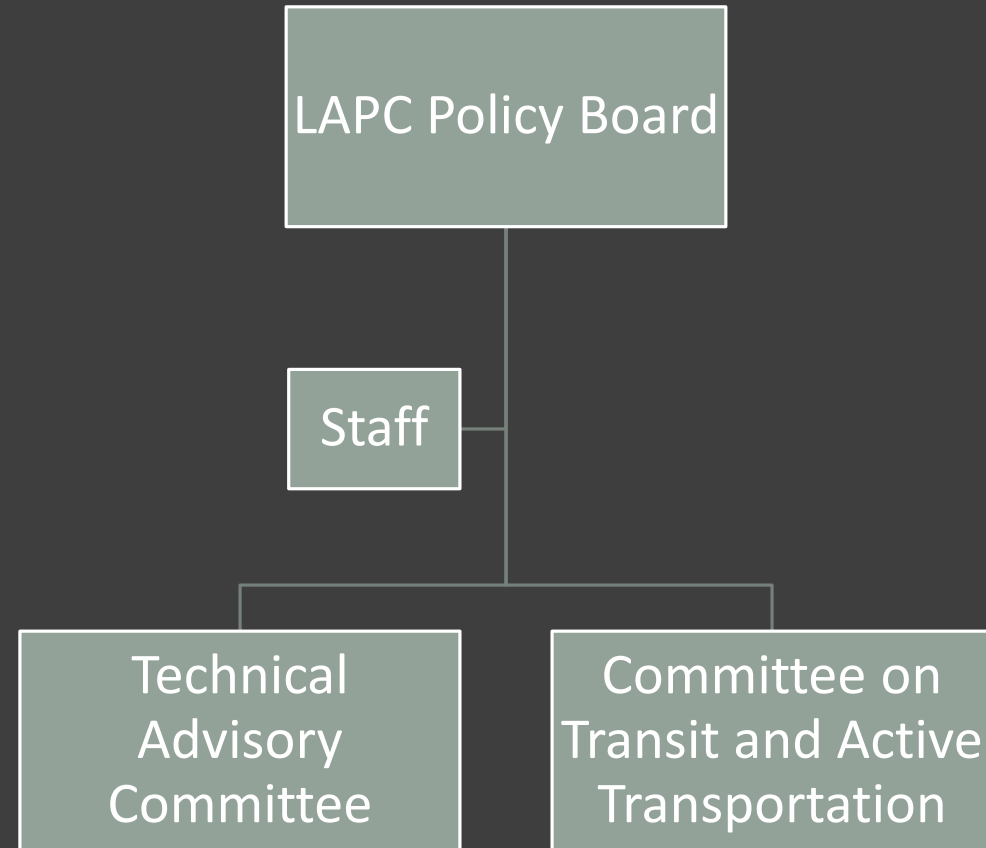 LAPC Policy Board
Staff
Technical
Advisory
Committee
Committee on
Transit and Active
Transportation